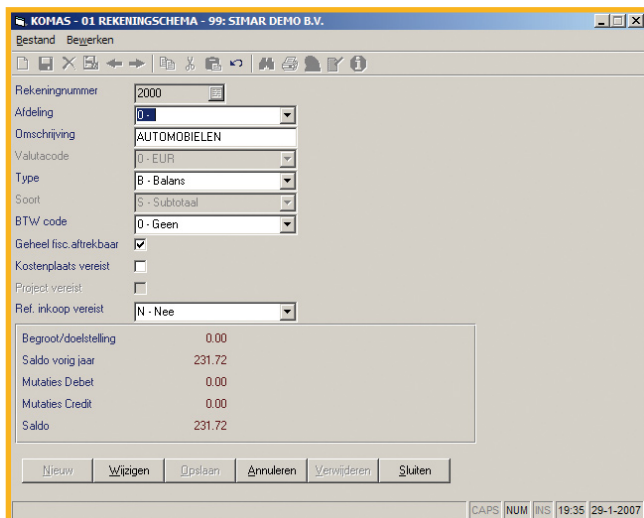 KOMAS - 01 REKENINGSCHEMA - 99: SIMAR DEMO B.V.
Bestand Bewerken
Rekeningnummer 2000
Afdeling 0 -
Omschrijving AUTOMOBIELEN
Valutacode 0 - EUR
Type B - Balans
Soort S - Subtotaal
BTW code 0 - Geen
Geheel fisc.aftrekbaar
Kostenplaats vereist
Project vereist
Ref. inkoop vereist N - Nee
Begroot/doelstelling 0.00
Saldo vorig jaar 231.72
Mutaties Debet 0.00
Mutaties Credit 0.00
Saldo 231.72
Nieuw Wijzigen Opslaan Annuleren Verwijderen Sluiten
CAPS NUM INS 19:35 29-1-2007